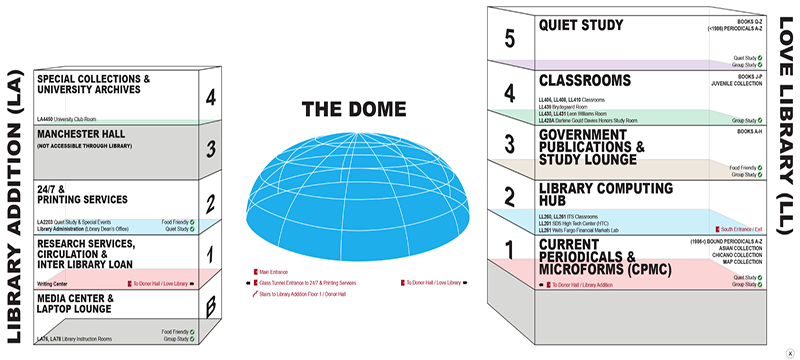 LIBRARY ADDITION (LA)
SPECIAL COLLECTIONS &
UNIVERSITY ARCHIVES
4
LA4450 University Club Room
MANCHESTER HALL
(NOT ACCESSIBLE THROUGH LIBRARY)
3
24/7 &
PRINTING SERVICES
2
LA2203 Quiet Study & Special Events
Food Friendly
Library Administration (Library Dean's Office)
Quiet Study
RESEARCH SERVICES,
CIRCULATION &
INTER LIBRARY LOAN
1
Writing Center
To Donor Hall / Love Library
MEDIA CENTER &
LAPTOP LOUNGE
B
Food Friendly
LA76, LA78 Library Instruction Rooms
Group Study
THE DOME
Main Entrance
Glass Tunnel Entrance to 24/7 & Printing Services
To Donor Hall / Love Library
Stairs to Library Addition Floor 1 / Donor Hall
LOVE LIBRARY (LL)
5
QUIET STUDY
BOOKS Q-Z
(<1986) PERIODICALS A-Z
Quiet Study
Group Study
4
CLASSROOMS
BOOKS J-P
JUVENILE COLLECTION
LL406, LL408, LL410 Classrooms
LL430 Brydegaard Room
LL430, LL431 Leon Williams Room
LL428A Darlene Gould Davies Honors Study Room
Group Study
3
GOVERNMENT
PUBLICATIONS &
STUDY LOUNGE
BOOKS A-H
Food Friendly
Group Study
2
LIBRARY COMPUTING
HUB
LL260, LL261 ITS Classrooms
LL201 SDS High Tech Center (HTC)
LL261 Wells Fargo Financial Markets Lab
South Entrance / Exit
1
CURRENT
PERIODICALS &
MICROFORMS (CPMC)
(1986<) BOUND PERIODICALS A-Z
ASIAN COLLECTION
CHICANO COLLECTION
MAP COLLECTION
Quiet Study
To Donor Hall / Library Addition
Group Study
X